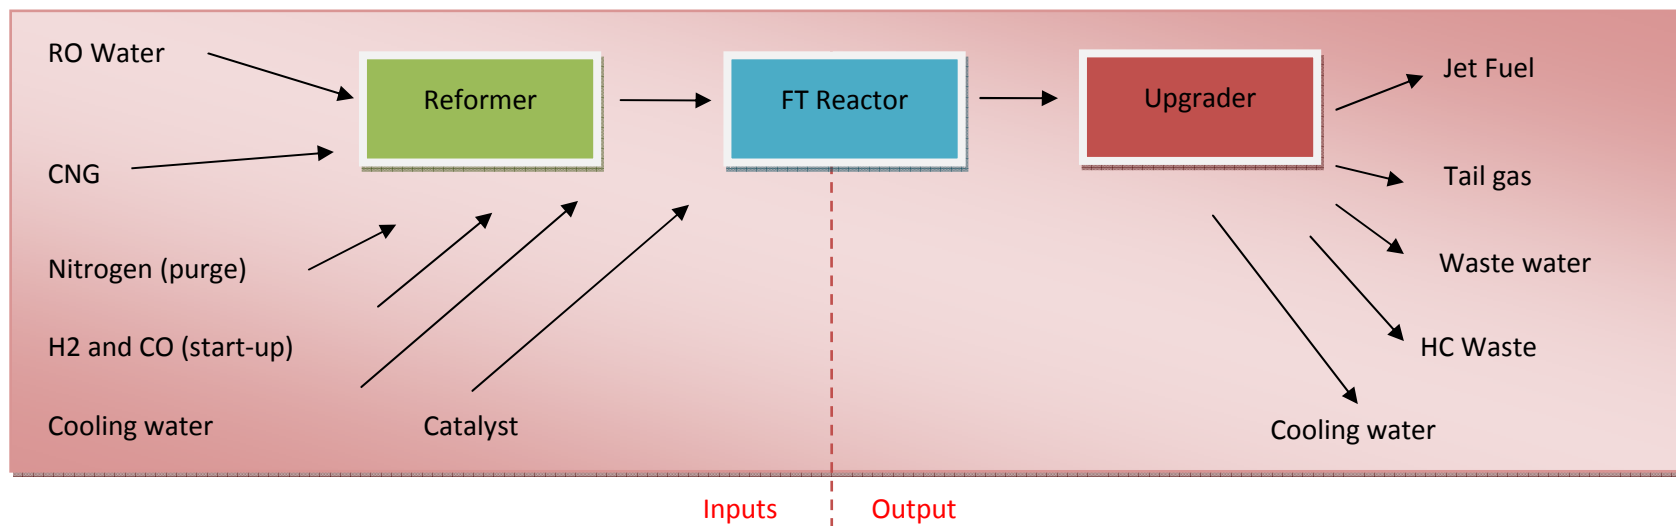 RO Water
Reformer
FT Reactor
Upgrader
Jet Fuel
CNG
Tail gas
Nitrogen (purge)
Waste water
H2 and CO (start-up)
HC Waste
Cooling water
Catalyst
Cooling water
Inputs
Output